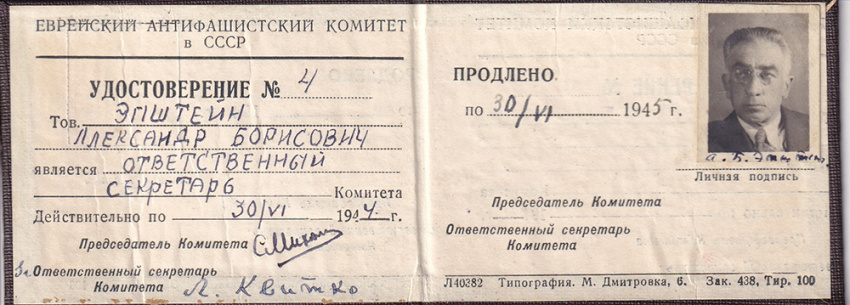 ЕВРЕЙСКИЙ АНТИФАШИСТСКИЙ КОМИТЕТ
в СССР
УДОСТОВЕРЕНИЕ № 4
Тов. ЭПШТЕЙН
АЛЕКСАНДР БОРИСОВИЧ
является ОТВЕТСТВЕННЫЙ
СЕКРЕТАРЬ Комитета
Действительно по 30/VI 1944 г.
Председатель Комитета
Ответственный секретарь
Комитета Л. Квитко
ПРОДЛЕНО
по 30/VI 1945 г.
Личная подпись
Председатель Комитета
Ответственный секретарь
Комитета
Л40382 Типография. М. Дмитровка, 6. Зак. 438, Тир. 100